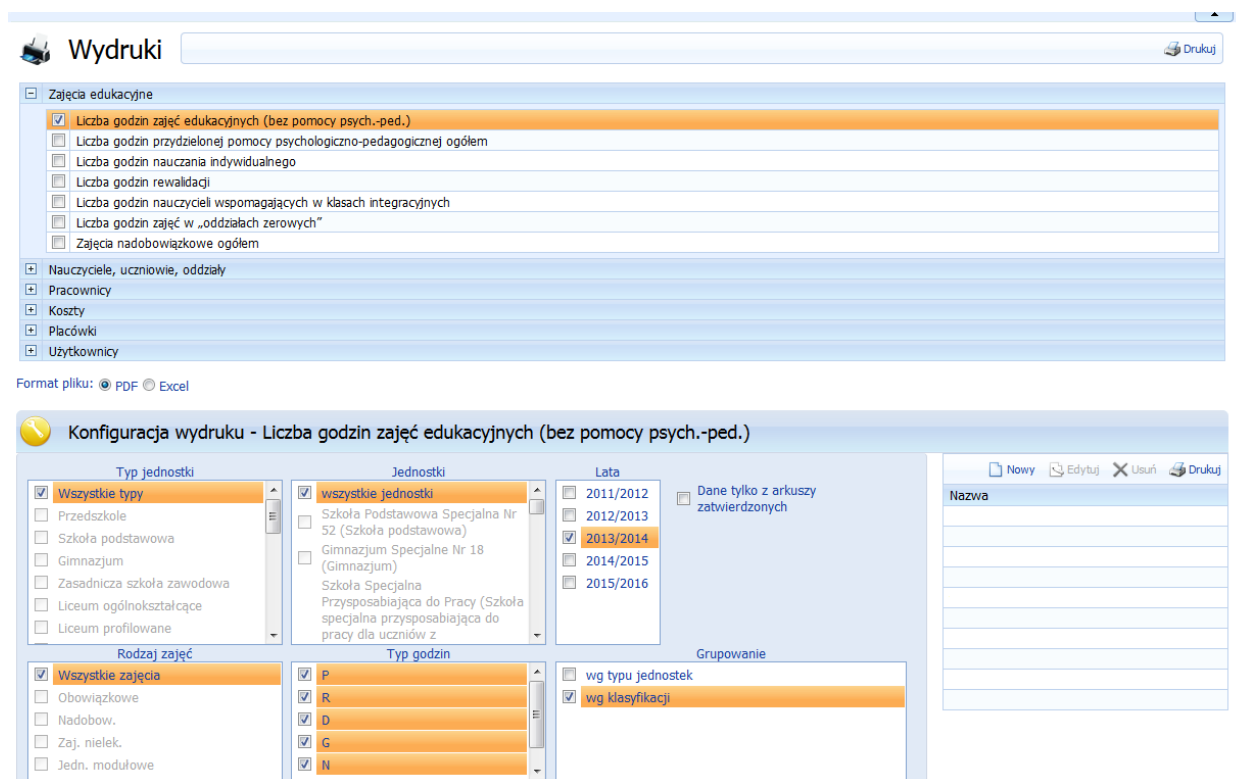 Wydruki
Drukuj
Zajęcia edukacyjne
Liczba godzin zajęć edukacyjnych (bez pomocy psych.-ped.)
Liczba godzin przydzielonej pomocy psychologiczno-pedagogicznej ogółem
Liczba godzin nauczania indywidualnego
Liczba godzin rewalidacji
Liczba godzin nauczycieli wspomagających w klasach integracyjnych
Liczba godzin zajęć w „oddziałach zerowych”
Zajęcia nadobowiązkowe ogółem
Nauczyciele, uczniowie, oddziały
Pracownicy
Koszty
Placówki
Użytkownicy
Format pliku: PDF Excel
Konfiguracja wydruku - Liczba godzin zajęć edukacyjnych (bez pomocy psych.-ped.)
Typ jednostki
Wszystkie typy
Przedszkole
Szkoła podstawowa
Gimnazjum
Zasadnicza szkoła zawodowa
Liceum ogólnokształcące
Liceum profilowane
Jednostki
wszystkie jednostki
Szkoła Podstawowa Specjalna Nr
52 (Szkoła podstawowa)
Gimnazjum Specjalne Nr 18
(Gimnazjum)
Szkoła Specjalna
Przysposabiająca do Pracy (Szkoła
specjalna przysposabiająca do
pracy dla uczniów z
Lata
2011/2012
2012/2013
2013/2014
2014/2015
2015/2016
Dane tylko z arkuszy
zatwierdzonych
Nowy Edytuj Usuń Drukuj
Nazwa
Rodzaj zajęć
Wszystkie zajęcia
Obowiązkowe
Nadobow.
Zaj. nielek.
Jedn. modułowe
Typ godzin
P
R
D
G
N
Grupowanie
wg typu jednostek
wg klasyfikacji